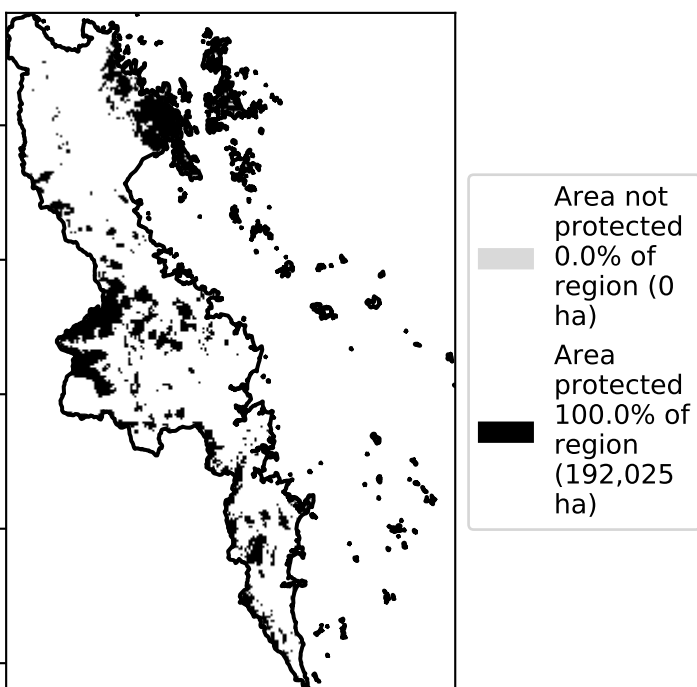 Area not
protected
0.0% of
region (0
ha)
Area
protected
100.0% of
region
(192,025
ha)